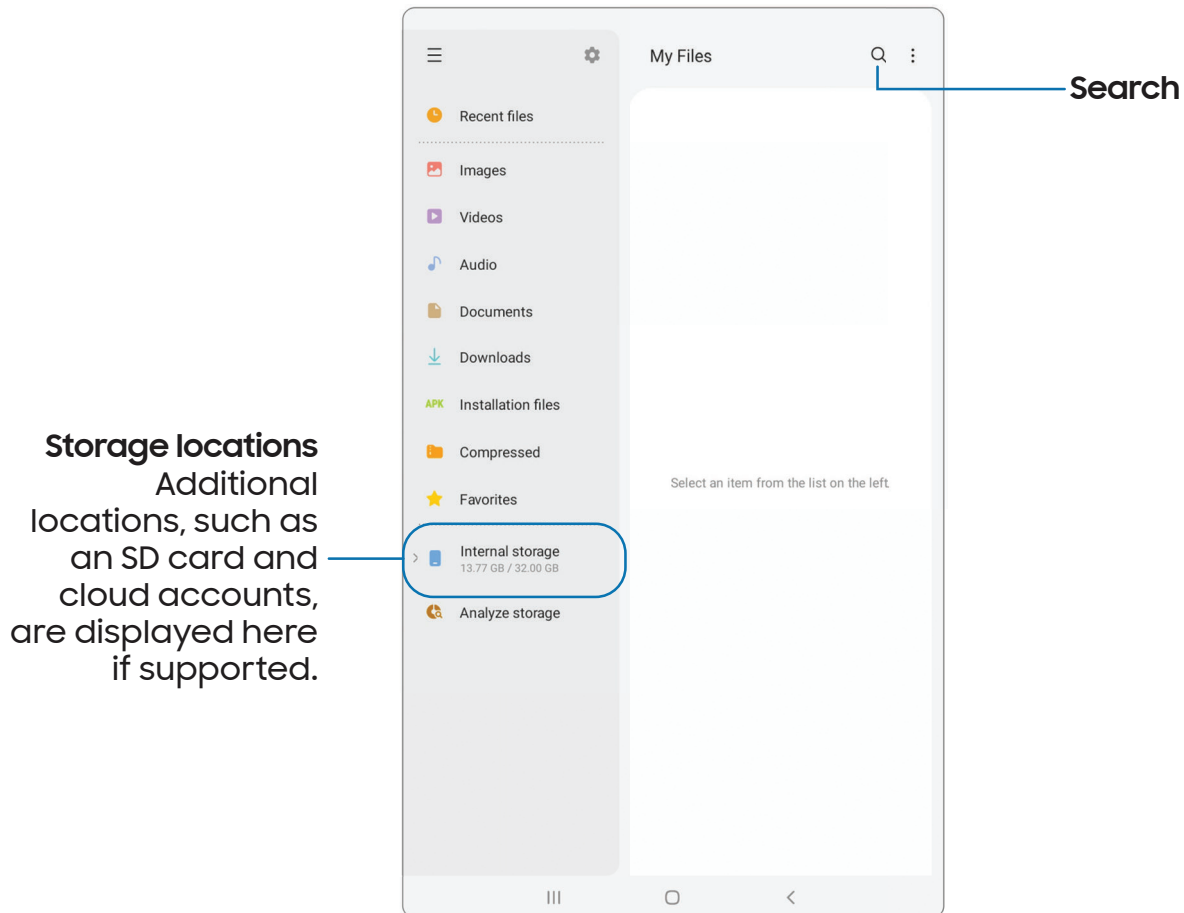 My Files
Search
Recent files
Images
Videos
Audio
Documents
Downloads
APK Installation files
Compressed
Favorites
Storage locations
Additional
locations, such as
an SD card and
cloud accounts,
are displayed here
if supported.
Internal storage
13.77 GB / 32.00 GB
Analyze storage
Select an item from the list on the left.